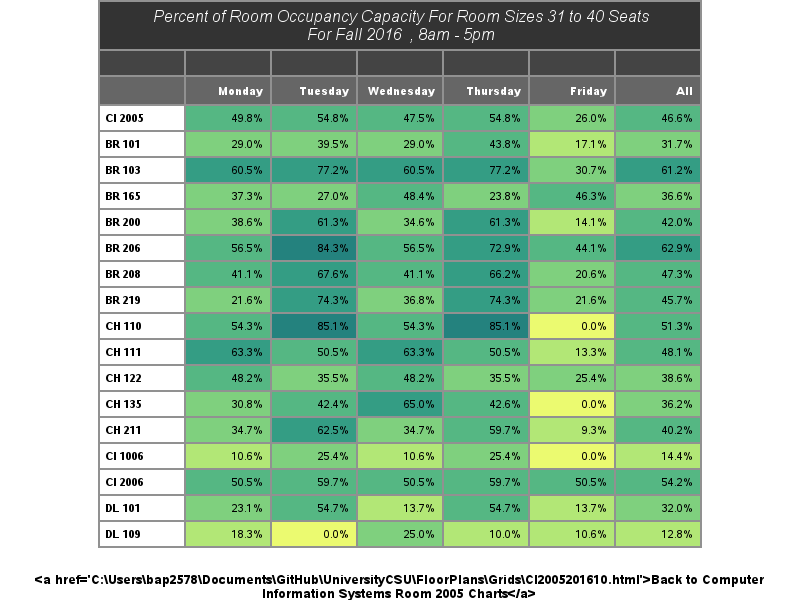 Percent of Room Occupancy Capacity For Room Sizes 31 to 40 Seats
For Fall 2016 , 8am - 5pm
Monday Tuesday Wednesday Thursday Friday All
CI 2005 49.8% 54.8% 47.5% 54.8% 26.0% 46.6%
BR 101 29.0% 39.5% 29.0% 43.8% 17.1% 31.7%
BR 103 60.5% 77.2% 60.5% 77.2% 30.7% 61.2%
BR 165 37.3% 27.0% 48.4% 23.8% 46.3% 36.6%
BR 200 38.6% 61.3% 34.6% 61.3% 14.1% 42.0%
BR 206 56.5% 84.3% 56.5% 72.9% 44.1% 62.9%
BR 208 41.1% 67.6% 41.1% 66.2% 20.6% 47.3%
BR 219 21.6% 74.3% 36.8% 74.3% 21.6% 45.7%
CH 110 54.3% 85.1% 54.3% 85.1% 0.0% 51.3%
CH 111 63.3% 50.5% 63.3% 50.5% 13.3% 48.1%
CH 122 48.2% 35.5% 48.2% 35.5% 25.4% 38.6%
CH 135 30.8% 42.4% 65.0% 42.6% 0.0% 36.2%
CH 211 34.7% 62.5% 34.7% 59.7% 9.3% 40.2%
CI 1006 10.6% 25.4% 10.6% 25.4% 0.0% 14.4%
CI 2006 50.5% 59.7% 50.5% 59.7% 50.5% 54.2%
DL 101 23.1% 54.7% 13.7% 54.7% 13.7% 32.0%
DL 109 18.3% 0.0% 25.0% 10.0% 10.6% 12.8%
<a href='C:\Users\bap2578\Documents\GitHub\UniversityCSU\FloorPlans\Grids\CI2005201610.html'>Back to Computer
Information Systems Room 2005 Charts</a>